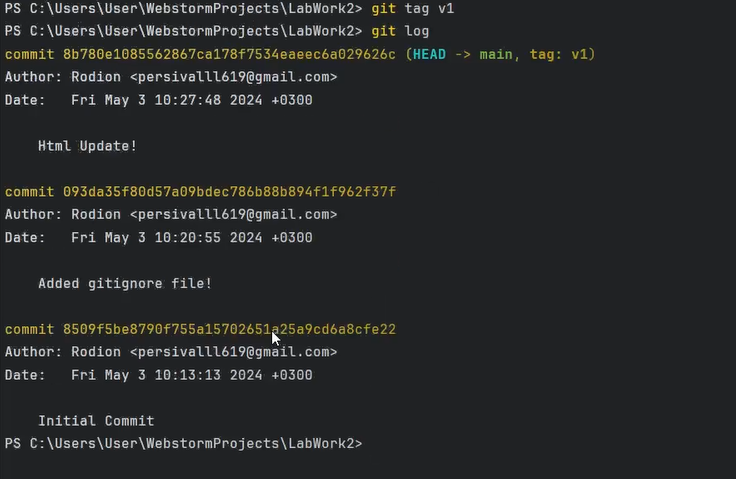 PS C:\Users\User\WebstormProjects\LabWork2> git tag v1
PS C:\Users\User\WebstormProjects\LabWork2> git log
commit 8b780e1085562867ca178f7534eaeec6a029626c (HEAD -> main, tag: v1)
Author: Rodion <persivalll619@gmail.com>
Date:   Fri May 3 10:27:48 2024 +0300
Html Update!
commit 093da35f80d57a09bdec786b88b894f1f962f37f
Author: Rodion <persivalll619@gmail.com>
Date:   Fri May 3 10:20:55 2024 +0300
Added gitignore file!
commit 8509f5be8790f755a15702651a25a9cd6a8cfe22
Author: Rodion <persivalll619@gmail.com>
Date:   Fri May 3 10:13:13 2024 +0300
Initial Commit
PS C:\Users\User\WebstormProjects\LabWork2>